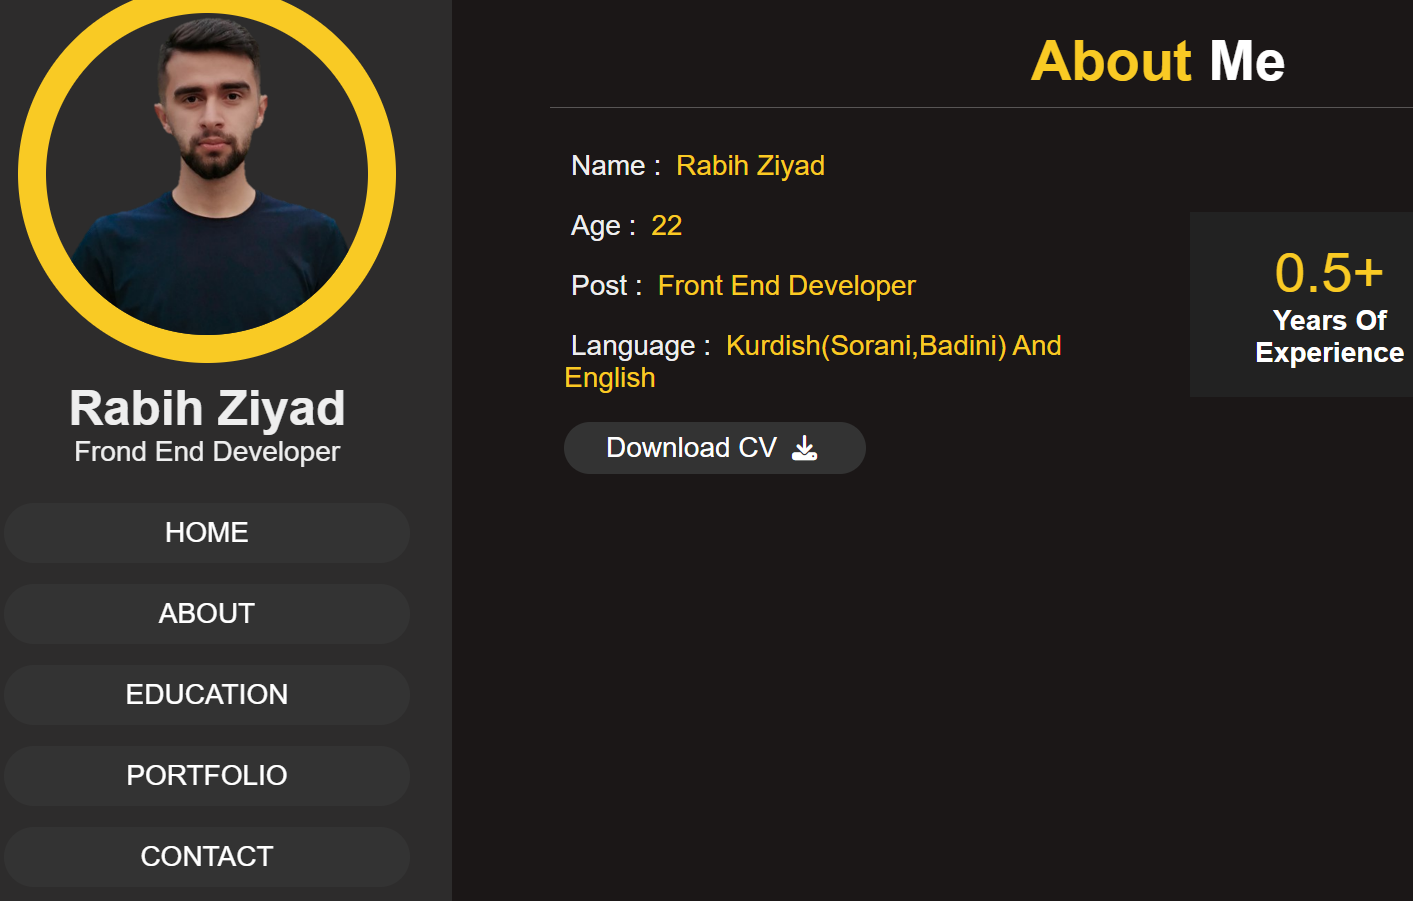 Rabih Ziyad
Frond End Developer
HOME
ABOUT
EDUCATION
PORTFOLIO
CONTACT
About Me
Name : Rabih Ziyad
Age : 22
Post : Front End Developer
Language : Kurdish(Sorani,Badini) And
English
Download CV
0.5+
Years Of
Experience